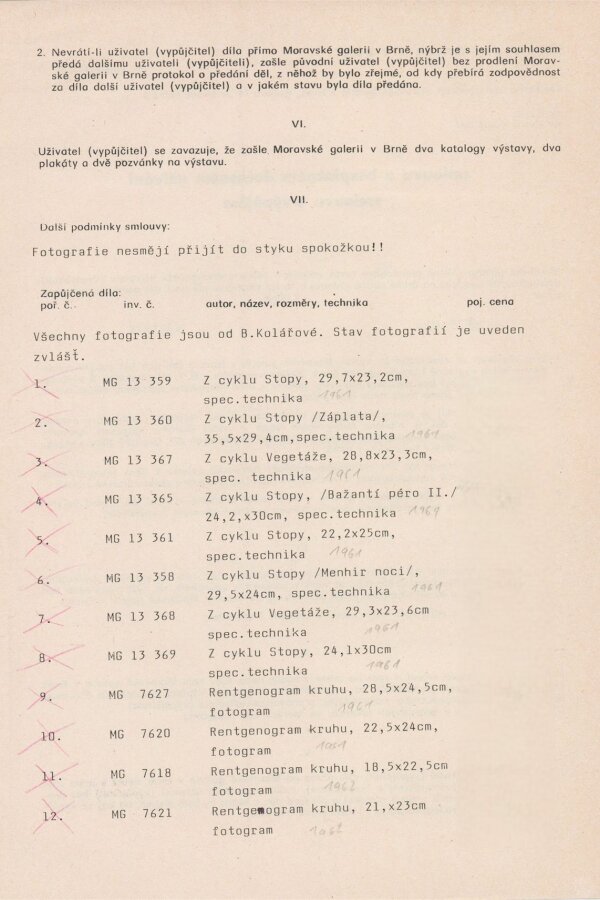 2. Nevrátí-li uživatel (vypůjčitel) díla přímo Moravské galerii v Brně, nýbrž je s jejím souhlasem
předá dalšímu uživateli (vypůjčiteli), zašle původní uživatel (vypůjčitel) bez prodlení Morav-
ské galerii v Brně protokol o předání děl, z něhož by bylo zřejmé, od kdy přebírá zodpovědnost
za díla další uživatel (vypůjčitel) a v jakém stavu byla díla předána.
VI.
Uživatel (vypůjčitel) se zavazuje, že zašle Moravské galerii v Brně dva katalogy výstavy, dva
plakáty a dvě pozvánky na výstavu.
VII.
Další podmínky smlouvy:
Fotografie nesmějí přijít do styku spokožkou!!
Zapůjčená díla:
poř. č. inv. č. autor, název, rozměry, technika poj. cena
Všechny fotografie jsou od B.Kolářové. Stav fotografií je uveden
zvlášť.
1. MG 13 359 Z cyklu Stopy, 29,7x23,2cm,
spec.technika 1961
2. MG 13 360 Z cyklu Stopy /Záplata/,
35,5x29,4cm,spec.technika 1961
3. MG 13 367 Z cyklu Vegetáže, 28,8x23,3cm,
spec. technika 1961
4. MG 13 365 Z cyklu Stopy, /Bažantí péro II./
24,2,x30cm, spec.technika 1961
5. MG 13 361 Z cyklu Stopy, 22,2x25cm,
spec.technika 1961
6. MG 13 358 Z cyklu Stopy /Menhir noci/,
29,5x24cm, spec.technika 1961
7. MG 13 368 Z cyklu Vegetáže, 29,3x23,6cm
spec.technika 1961
8. MG 13 369 Z cyklu Stopy, 24,1x30cm
spec.technika 1961
9. MG 7627 Rentgenogram kruhu, 28,5x24,5cm,
fotogram 1961
10. MG 7620 Rentgenogram kruhu, 22,5x24cm,
fotogram 1961
11. MG 7618 Rentgenogram kruhu, 18,5x22,5cm
fotogram 1962
12. MG 7621 Rentgenogram kruhu, 21,x23cm
fotogram 1962